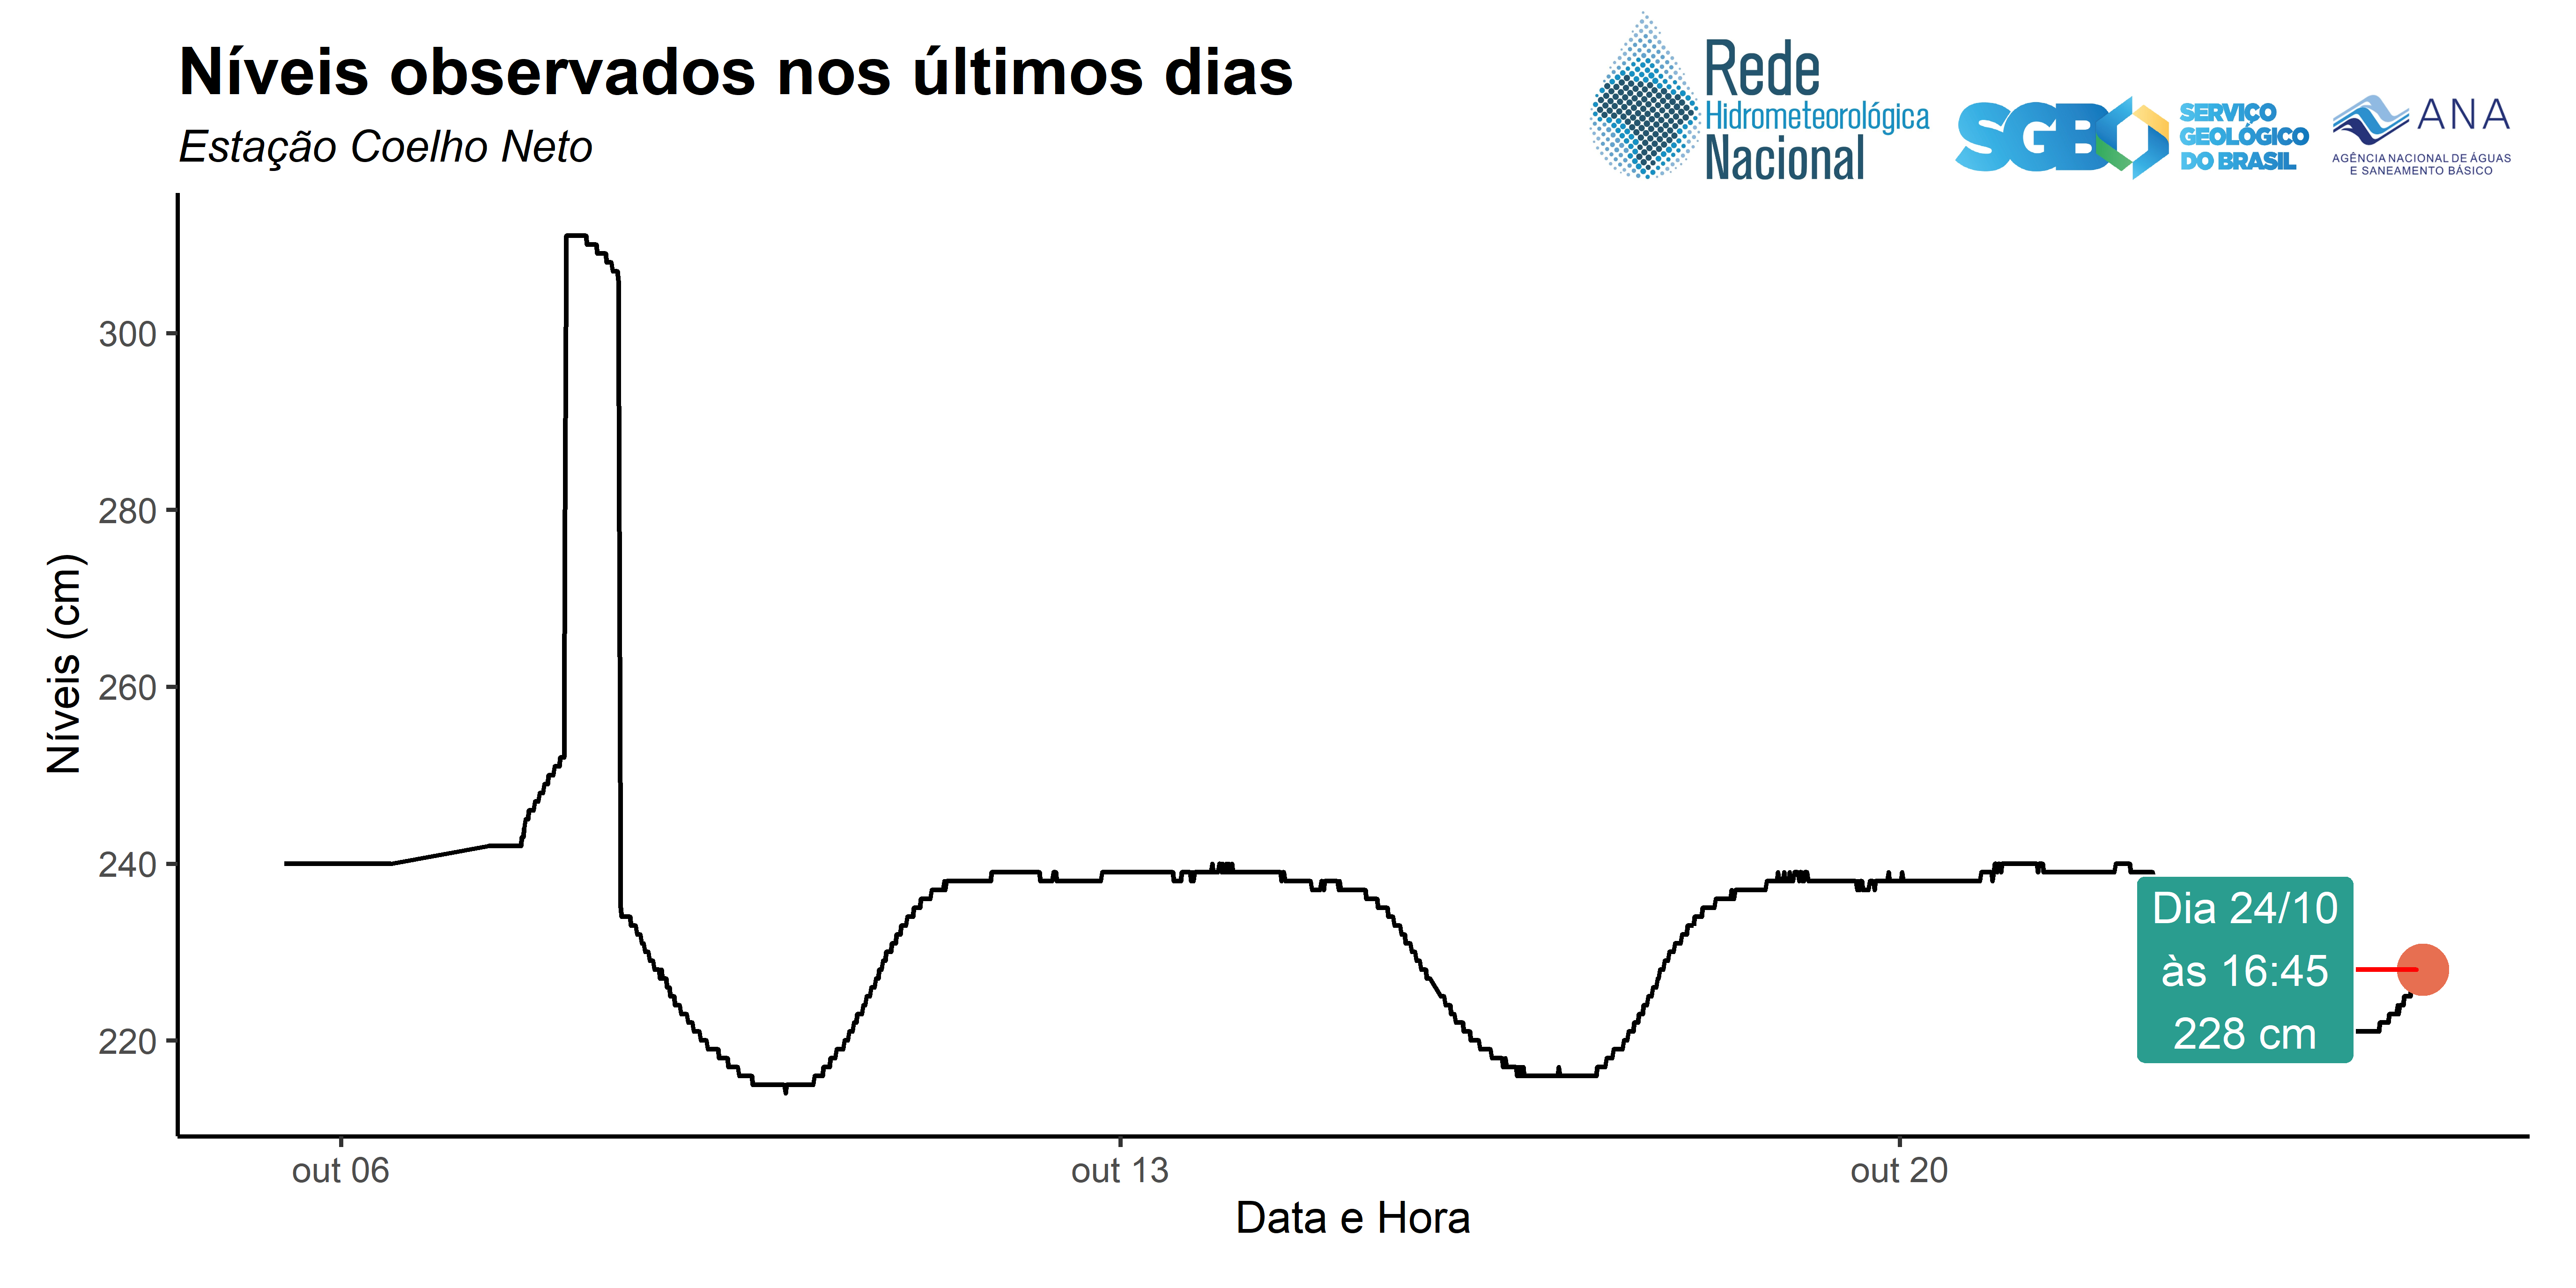 Níveis observados nos últimos dias
Estação Coelho Neto
Rede
Hidrometeorológica
Nacional
SGB
SERVIÇO
GEOLÓGICO
DO BRASIL
ANA
AGÊNCIA NACIONAL DE ÁGUAS
E SANEAMENTO BÁSICO
Níveis (cm)
300
280
260
240
220
Dia 24/10
às 16:45
228 cm
out 06
out 13
out 20
Data e Hora